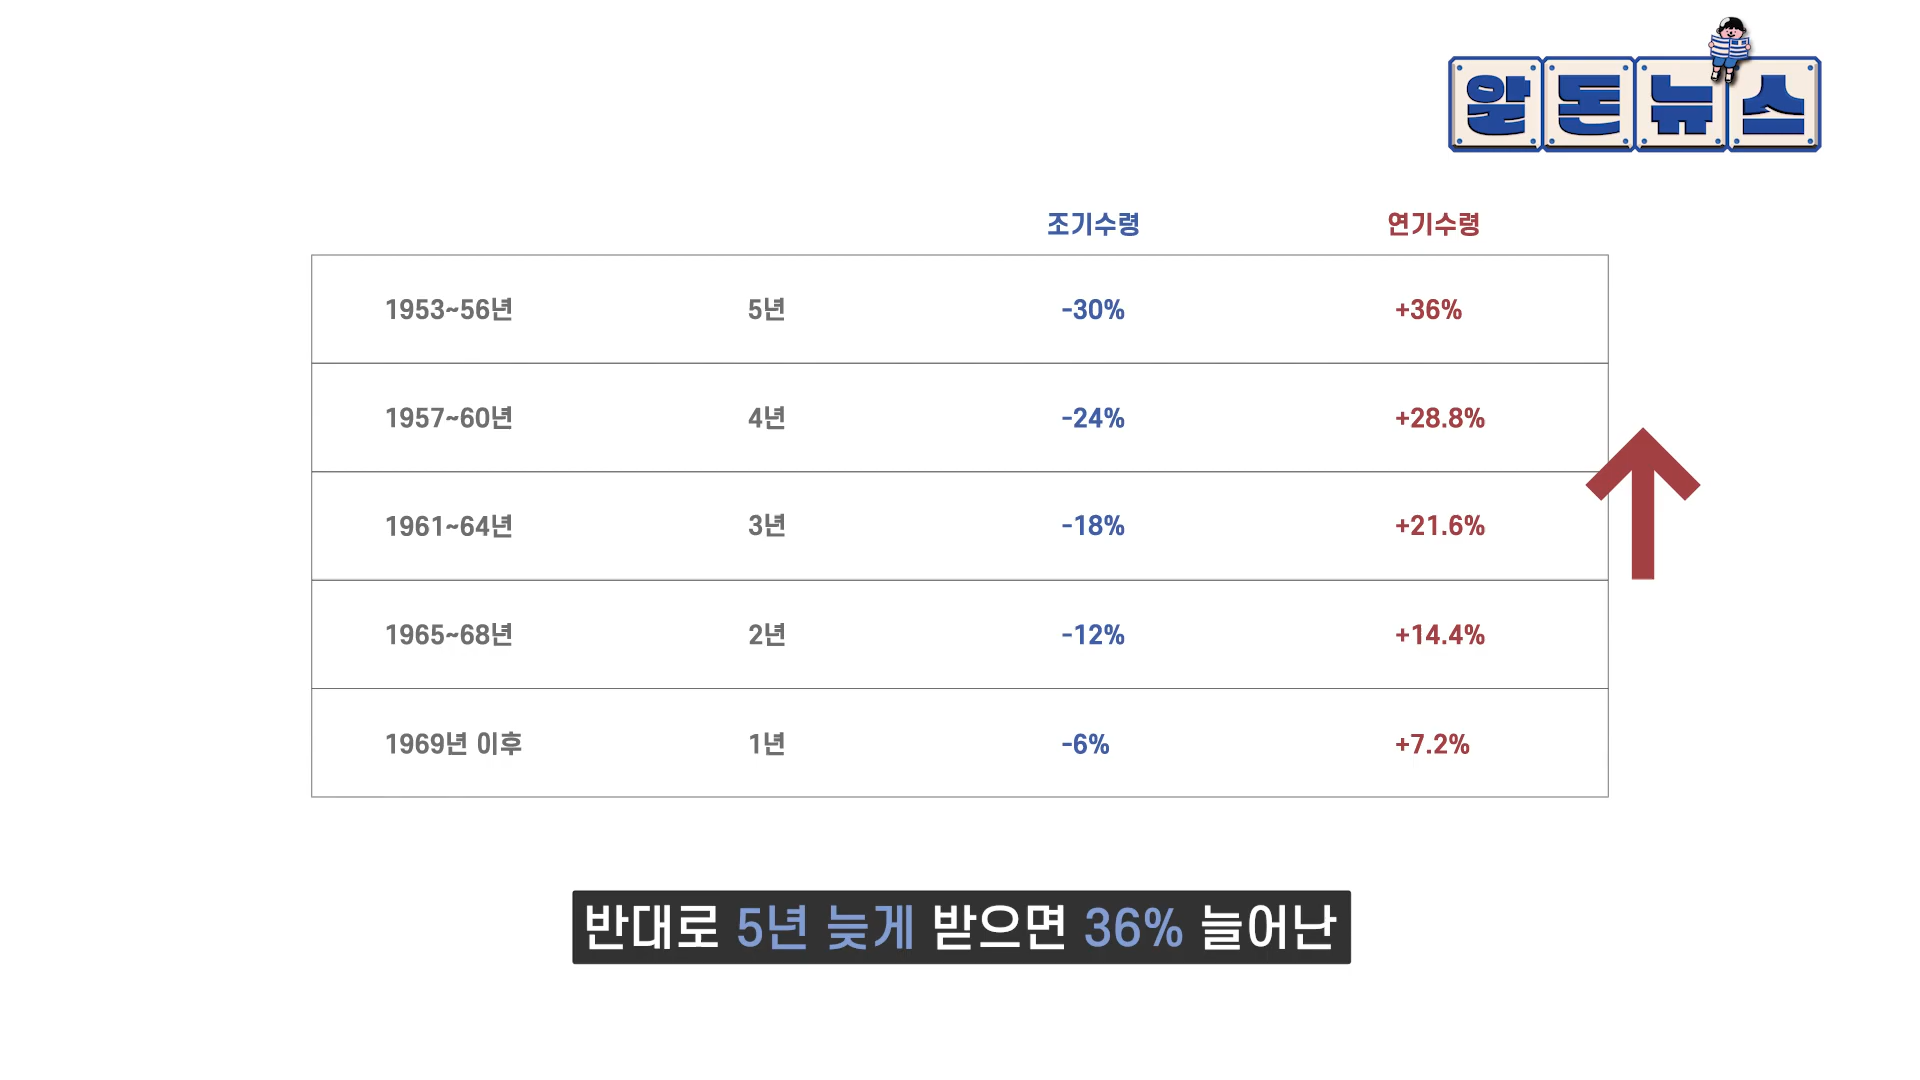 알돈뉴스
조기수령 연기수령
1953~56년 5년 -30% +36%
1957~60년 4년 -24% +28.8%
1961~64년 3년 -18% +21.6%
1965~68년 2년 -12% +14.4%
1969년 이후 1년 -6% +7.2%
반대로 5년 늦게 받으면 36% 늘어난